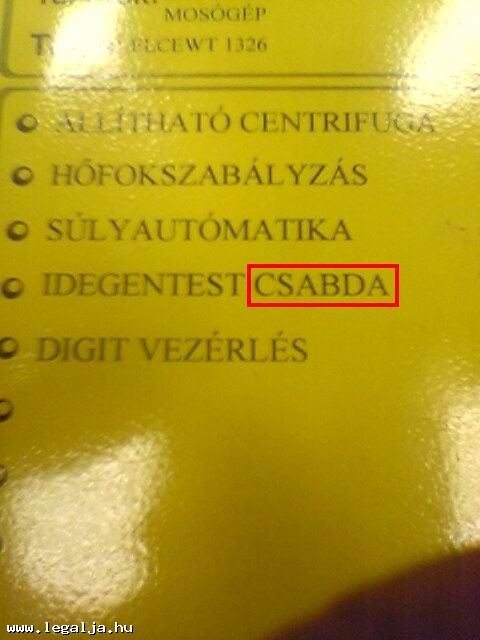 MOSÓGÉP
ELCEWT 1326
ÁLLÍTHATÓ CENTRIFUGA
HŐFOKSZABÁLYZÁS
SÚLYAUTÓMATIKA
IDEGENTEST CSABDA
DIGIT VEZÉRLÉS
www.legalja.hu